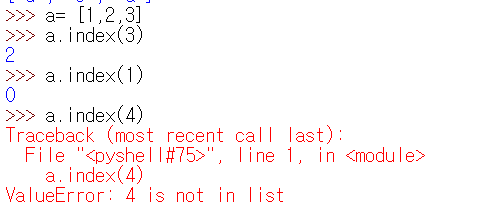 >>> a= [1,2,3]
>>> a.index(3)
2
>>> a.index(1)
0
>>> a.index(4)
Traceback (most recent call last):
  File "<pyshell#75>", line 1, in <module>
    a.index(4)
ValueError: 4 is not in list